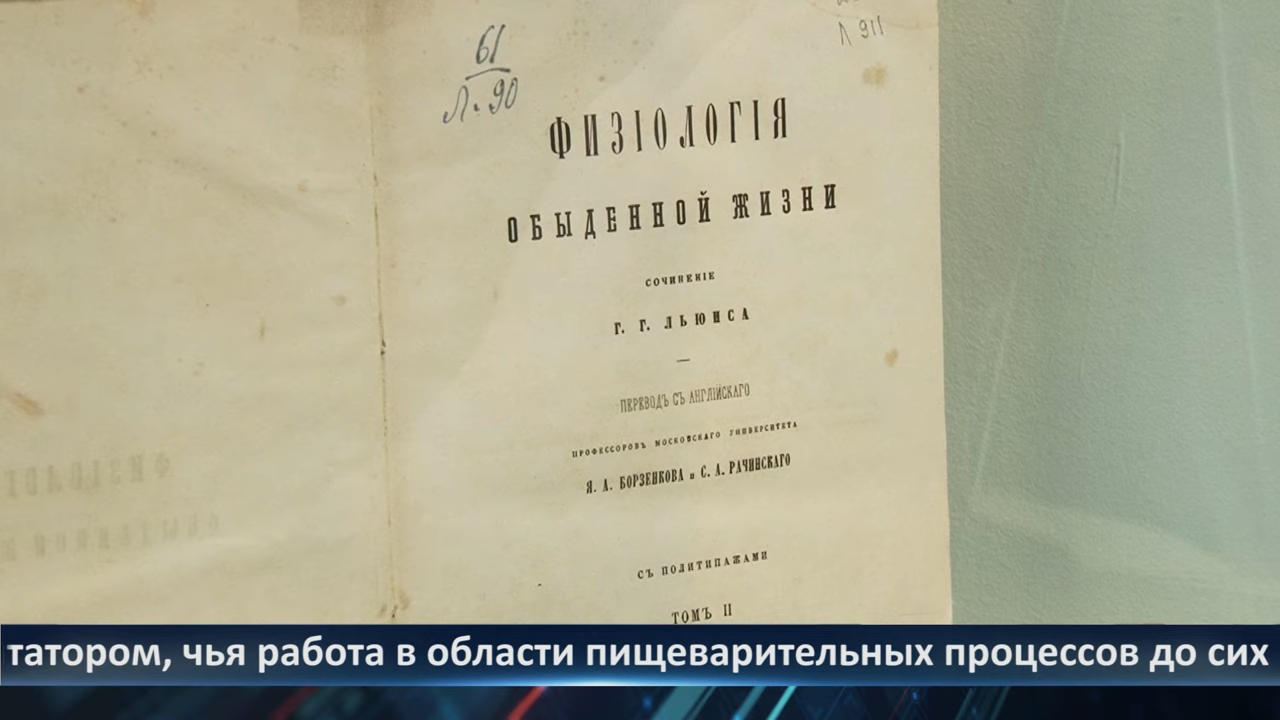 61
Л. 90
Л 911
ФИЗІОЛОГІЯ
ОБЫДЕННОЙ ЖИЗНИ
СОЧИНЕНІЕ
Г. Г. ЛЬЮИСА
—
ПЕРЕВОДЪ СЪ АНГЛІЙСКАГО
ПРОФЕССОРОВЪ МОСКОВСКАГО УНИВЕРСИТЕТА
Я. А. БОРЗЕНКОВА и С. А. РАЧИНСКАГО
СЪ ПОЛИТИПАЖАМИ
ТОМЪ II
татором, чья работа в области пищеварительных процессов до сих